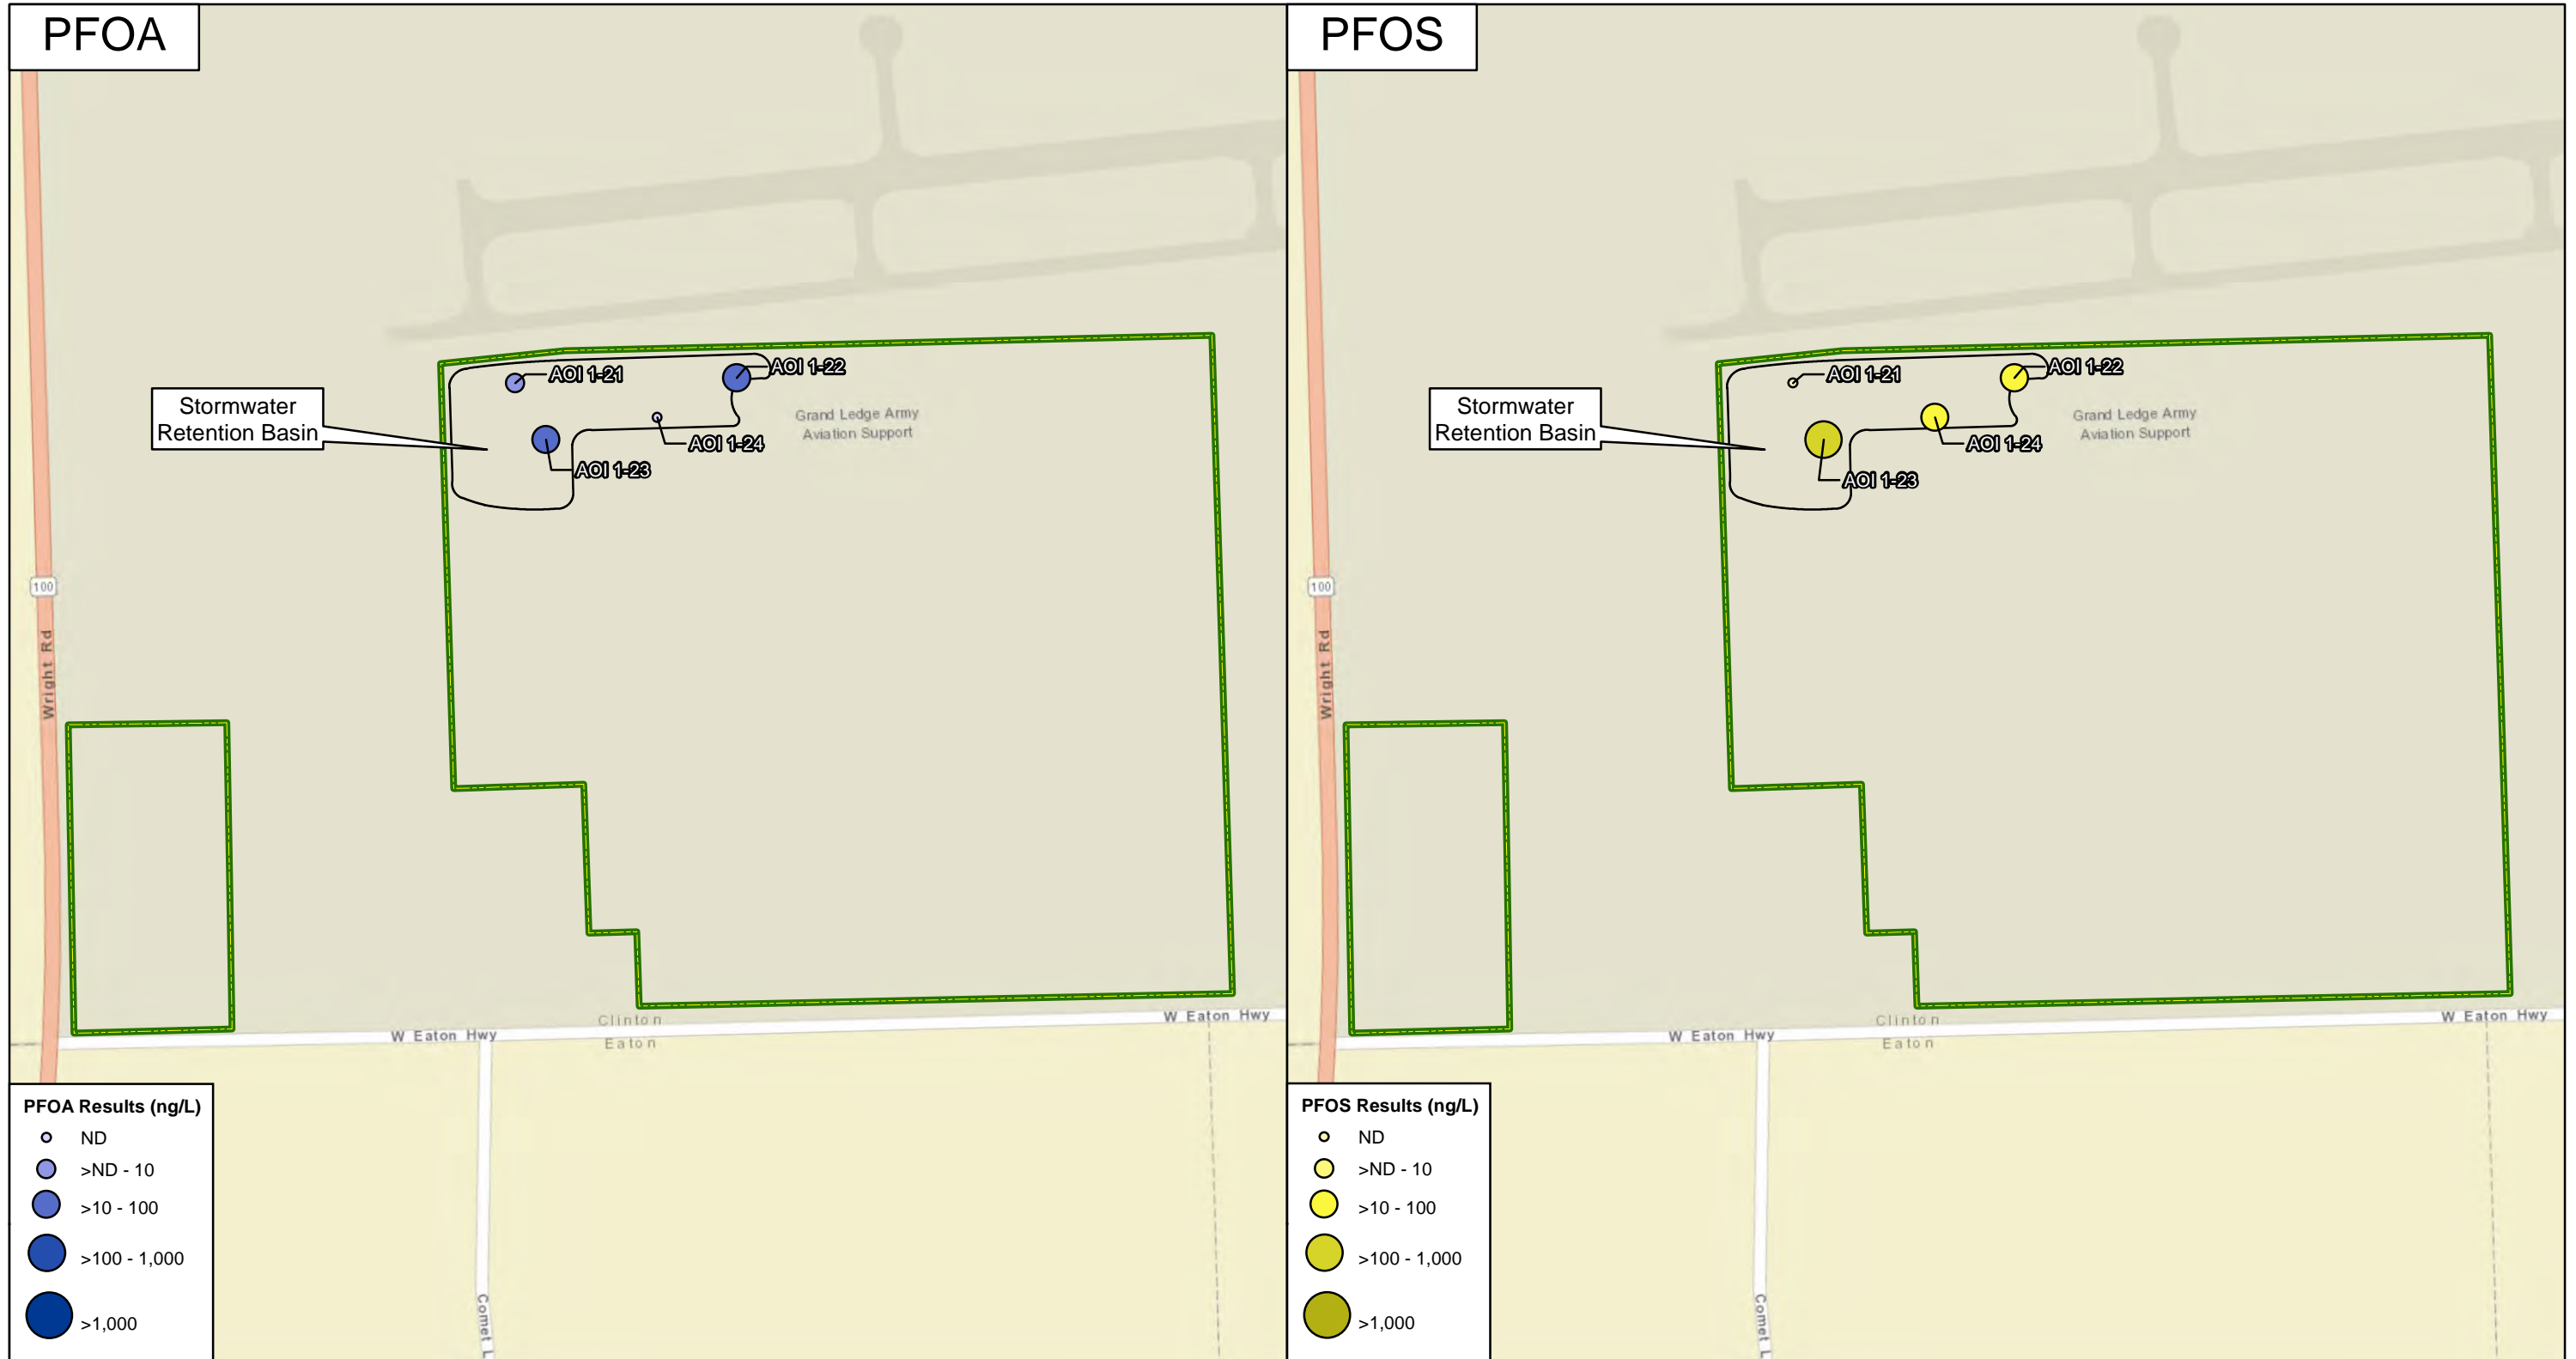 PFOA
AOI 1-21
AOI 1-22
Stormwater
Retention Basin
Grand Ledge Army
Aviation Support
AOI 1-24
AOI 1-23
100
Wright Rd
Clinton
W Eaton Hwy
W Eaton Hwy
Eaton
PFOA Results (ng/L)
ND
>ND - 10
>10 - 100
>100 - 1,000
>1,000
Comet L
PFOS
AOI 1-21
AOI 1-22
Stormwater
Retention Basin
Grand Ledge Army
Aviation Support
AOI 1-24
AOI 1-23
100
Wright Rd
Clinton
W Eaton Hwy
W Eaton Hwy
Eaton
PFOS Results (ng/L)
ND
>ND - 10
>10 - 100
>100 - 1,000
>1,000
Comet L